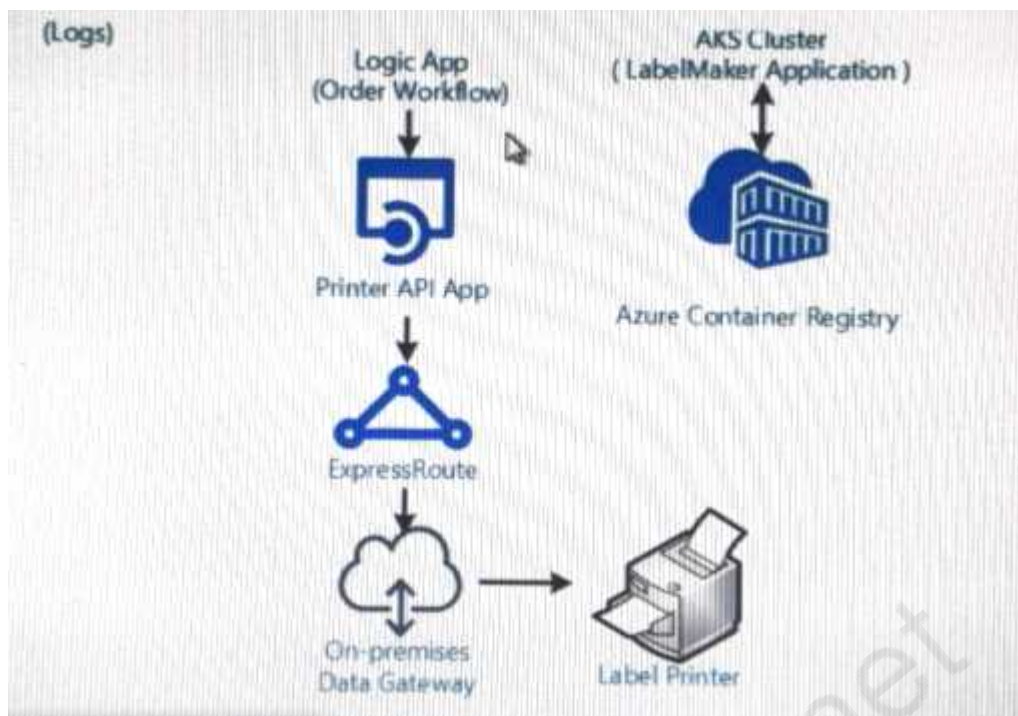 (Logs)
Logic App
(Order Workflow)
AKS Cluster
( LabelMaker Application )
Printer API App
Azure Container Registry
ExpressRoute
On-premises
Data Gateway
Label Printer
net